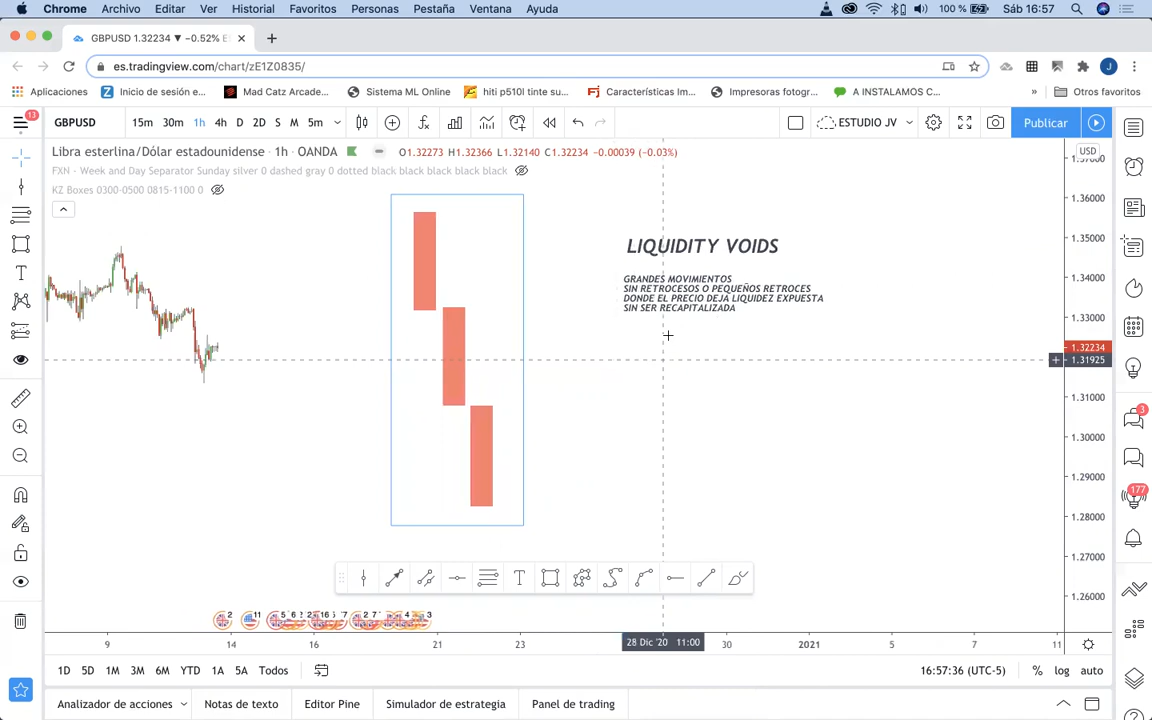 Chrome Archivo Editar Ver Historial Favoritos Personas Pestaña Ventana Ayuda 100 % Sáb 16:57
GBPUSD 1.32234 ▼ −0.52% E
es.tradingview.com/chart/zE1Z0835/
Aplicaciones Inicio de sesión e... Mad Catz Arcade... Sistema ML Online hiti p510l tinte su... Características Im... Impresoras fotogr... A INSTALAMOS C... » Otros favoritos
13
GBPUSD 15m 30m 1h 4h D 2D S M 5m ESTUDIO JV Publicar
Libra esterlina/Dólar estadounidense · 1h · OANDA O1.32273 H1.32366 L1.32140 C1.32234 −0.00039 (−0.03%)
USD
FXN - Week and Day Separator Sunday silver 0 dashed gray 0 dotted black black black black black
KZ Boxes 0300-0500 0815-1100 0
1.37000
1.36000
1.35000
1.34000
1.33000
1.32234
1.31925
1.31000
1.30000
1.29000
1.28000
1.27000
1.26000
LIQUIDITY VOIDS
GRANDES MOVIMIENTOS
SIN RETROCESOS O PEQUEÑOS RETROCES
DONDE EL PRECIO DEJA LIQUIDEZ EXPUESTA
SIN SER RECAPITALIZADA
3
177
9 14 16 21 23 28 Dic '20 11:00 30 2021 5 7 11
1D 5D 1M 3M 6M YTD 1A 5A Todos 16:57:36 (UTC-5) % log auto
Analizador de acciones Notas de texto Editor Pine Simulador de estrategia Panel de trading